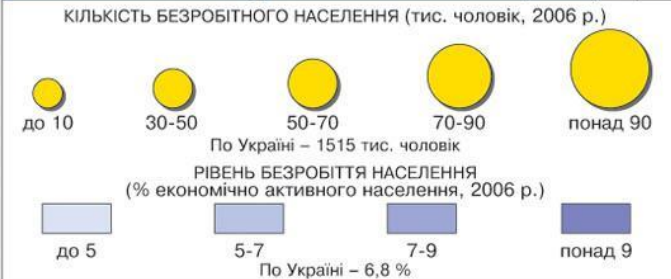 КІЛЬКІСТЬ БЕЗРОБІТНОГО НАСЕЛЕННЯ (тис. чоловік, 2006 р.)
до 10 30-50 50-70 70-90 понад 90
По Україні – 1515 тис. чоловік
РІВЕНЬ БЕЗРОБІТТЯ НАСЕЛЕННЯ
(% економічно активного населення, 2006 р.)
до 5 5-7 7-9 понад 9
По Україні – 6,8 %